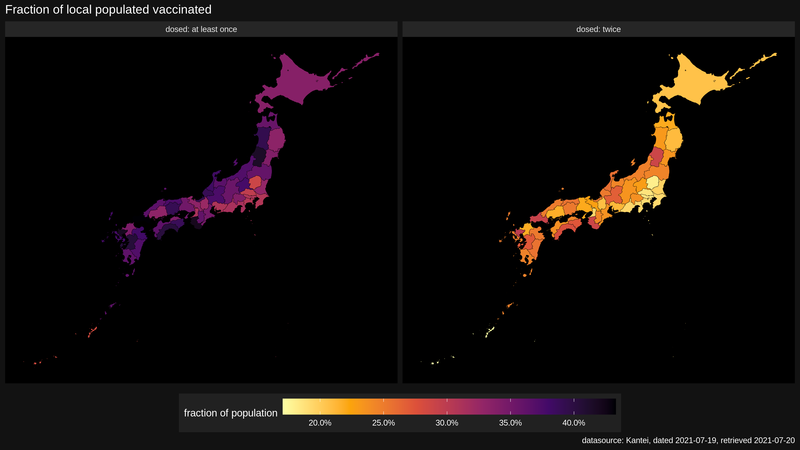 Fraction of local populated vaccinated
dosed: at least once
dosed: twice
fraction of population
20.0% 25.0% 30.0% 35.0% 40.0%
datasource: Kantei, dated 2021-07-19, retrieved 2021-07-20